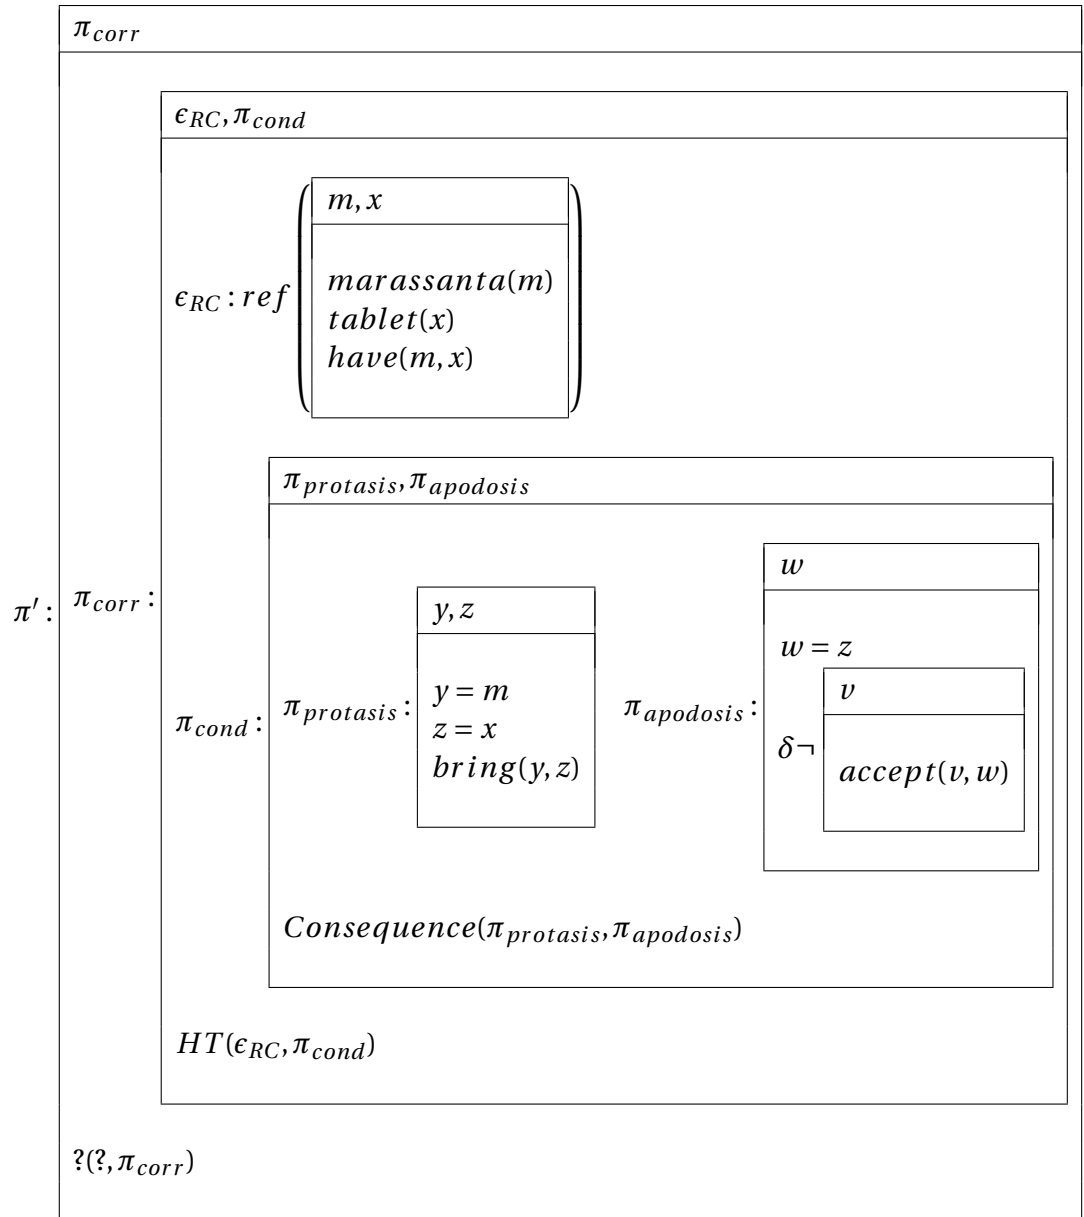 π_corr
ϵ_RC, π_cond
m, x
ϵ_RC : ref
marassanta(m)
tablet(x)
have(m, x)
π_protasis, π_apodosis
w
π′ : π_corr :
y, z
w = z
π_cond : π_protasis :
y = m
z = x
bring(y, z)
π_apodosis :
v
δ¬
accept(v, w)
Consequence(π_protasis, π_apodosis)
HT(ϵ_RC, π_cond)
?(?, π_corr)